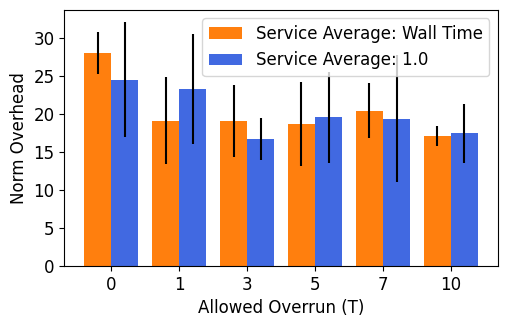 Service Average: Wall Time
Service Average: 1.0
Norm Overhead
30
25
20
15
10
5
0
0 1 3 5 7 10
Allowed Overrun (T)